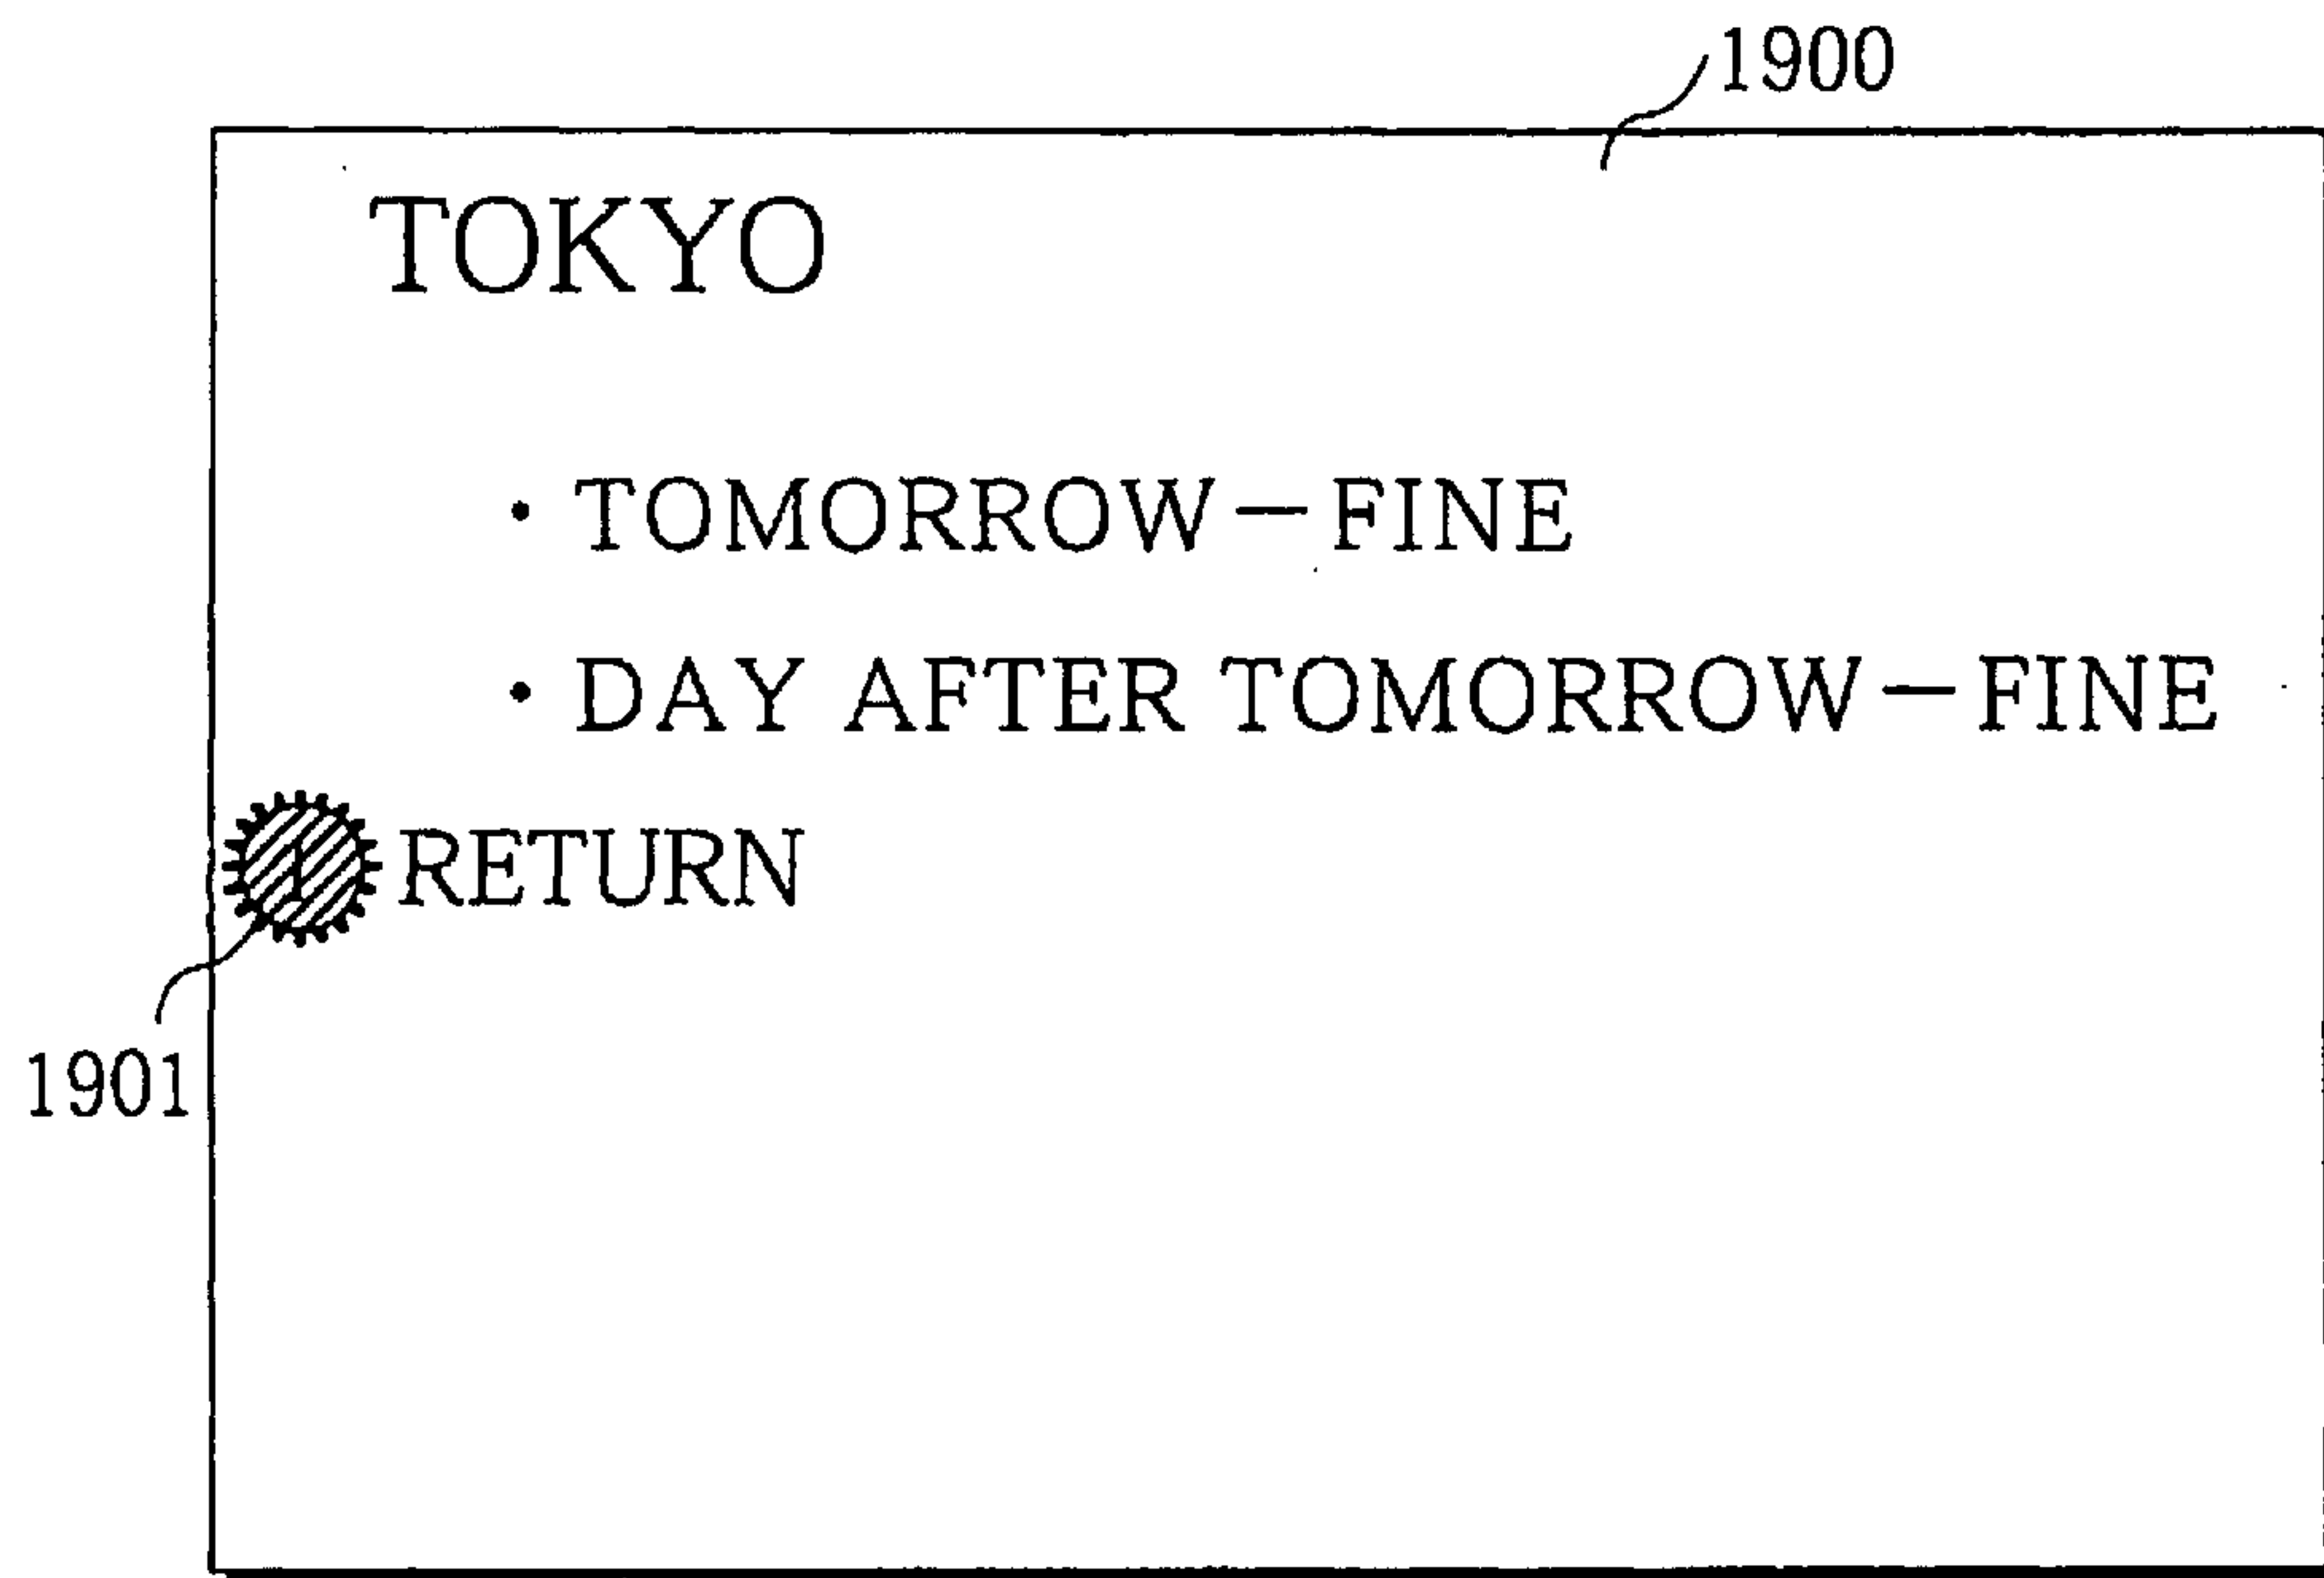 1900
TOKYO
・TOMORROW—FINE
・DAY AFTER TOMORROW—FINE
RETURN
1901